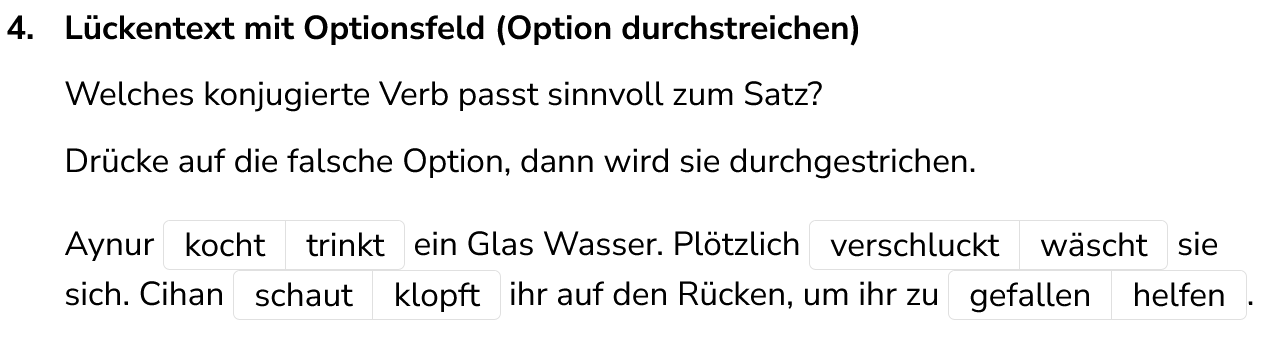 4. Lückentext mit Optionsfeld (Option durchstreichen)
Welches konjugierte Verb passt sinnvoll zum Satz?
Drücke auf die falsche Option, dann wird sie durchgestrichen.
Aynur kocht trinkt ein Glas Wasser. Plötzlich verschluckt wäscht sie
sich. Cihan schaut klopft ihr auf den Rücken, um ihr zu gefallen helfen .